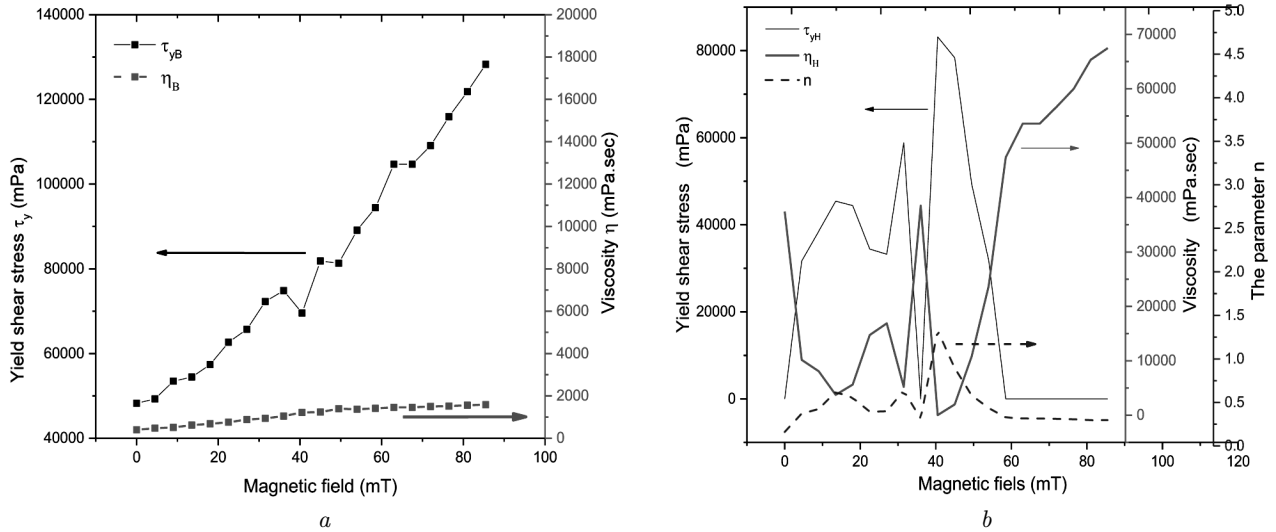 140000
120000
100000
80000
60000
40000
Yield shear stress τy (mPa)
τyB
ηB
20000
18000
16000
14000
12000
10000
8000
6000
4000
2000
0
Viscosity η (mPa.sec)
0 20 40 60 80 100
Magnetic field (mT)
a
80000
60000
40000
20000
0
Yield shear stress (mPa)
τyH
ηH
n
70000
60000
50000
40000
30000
20000
10000
0
Viscosity (mPa.sec)
5.0
4.5
4.0
3.5
3.0
2.5
2.0
1.5
1.0
0.5
0.0
The parameter n
0 20 40 60 80 100 120
Magnetic fiels (mT)
b